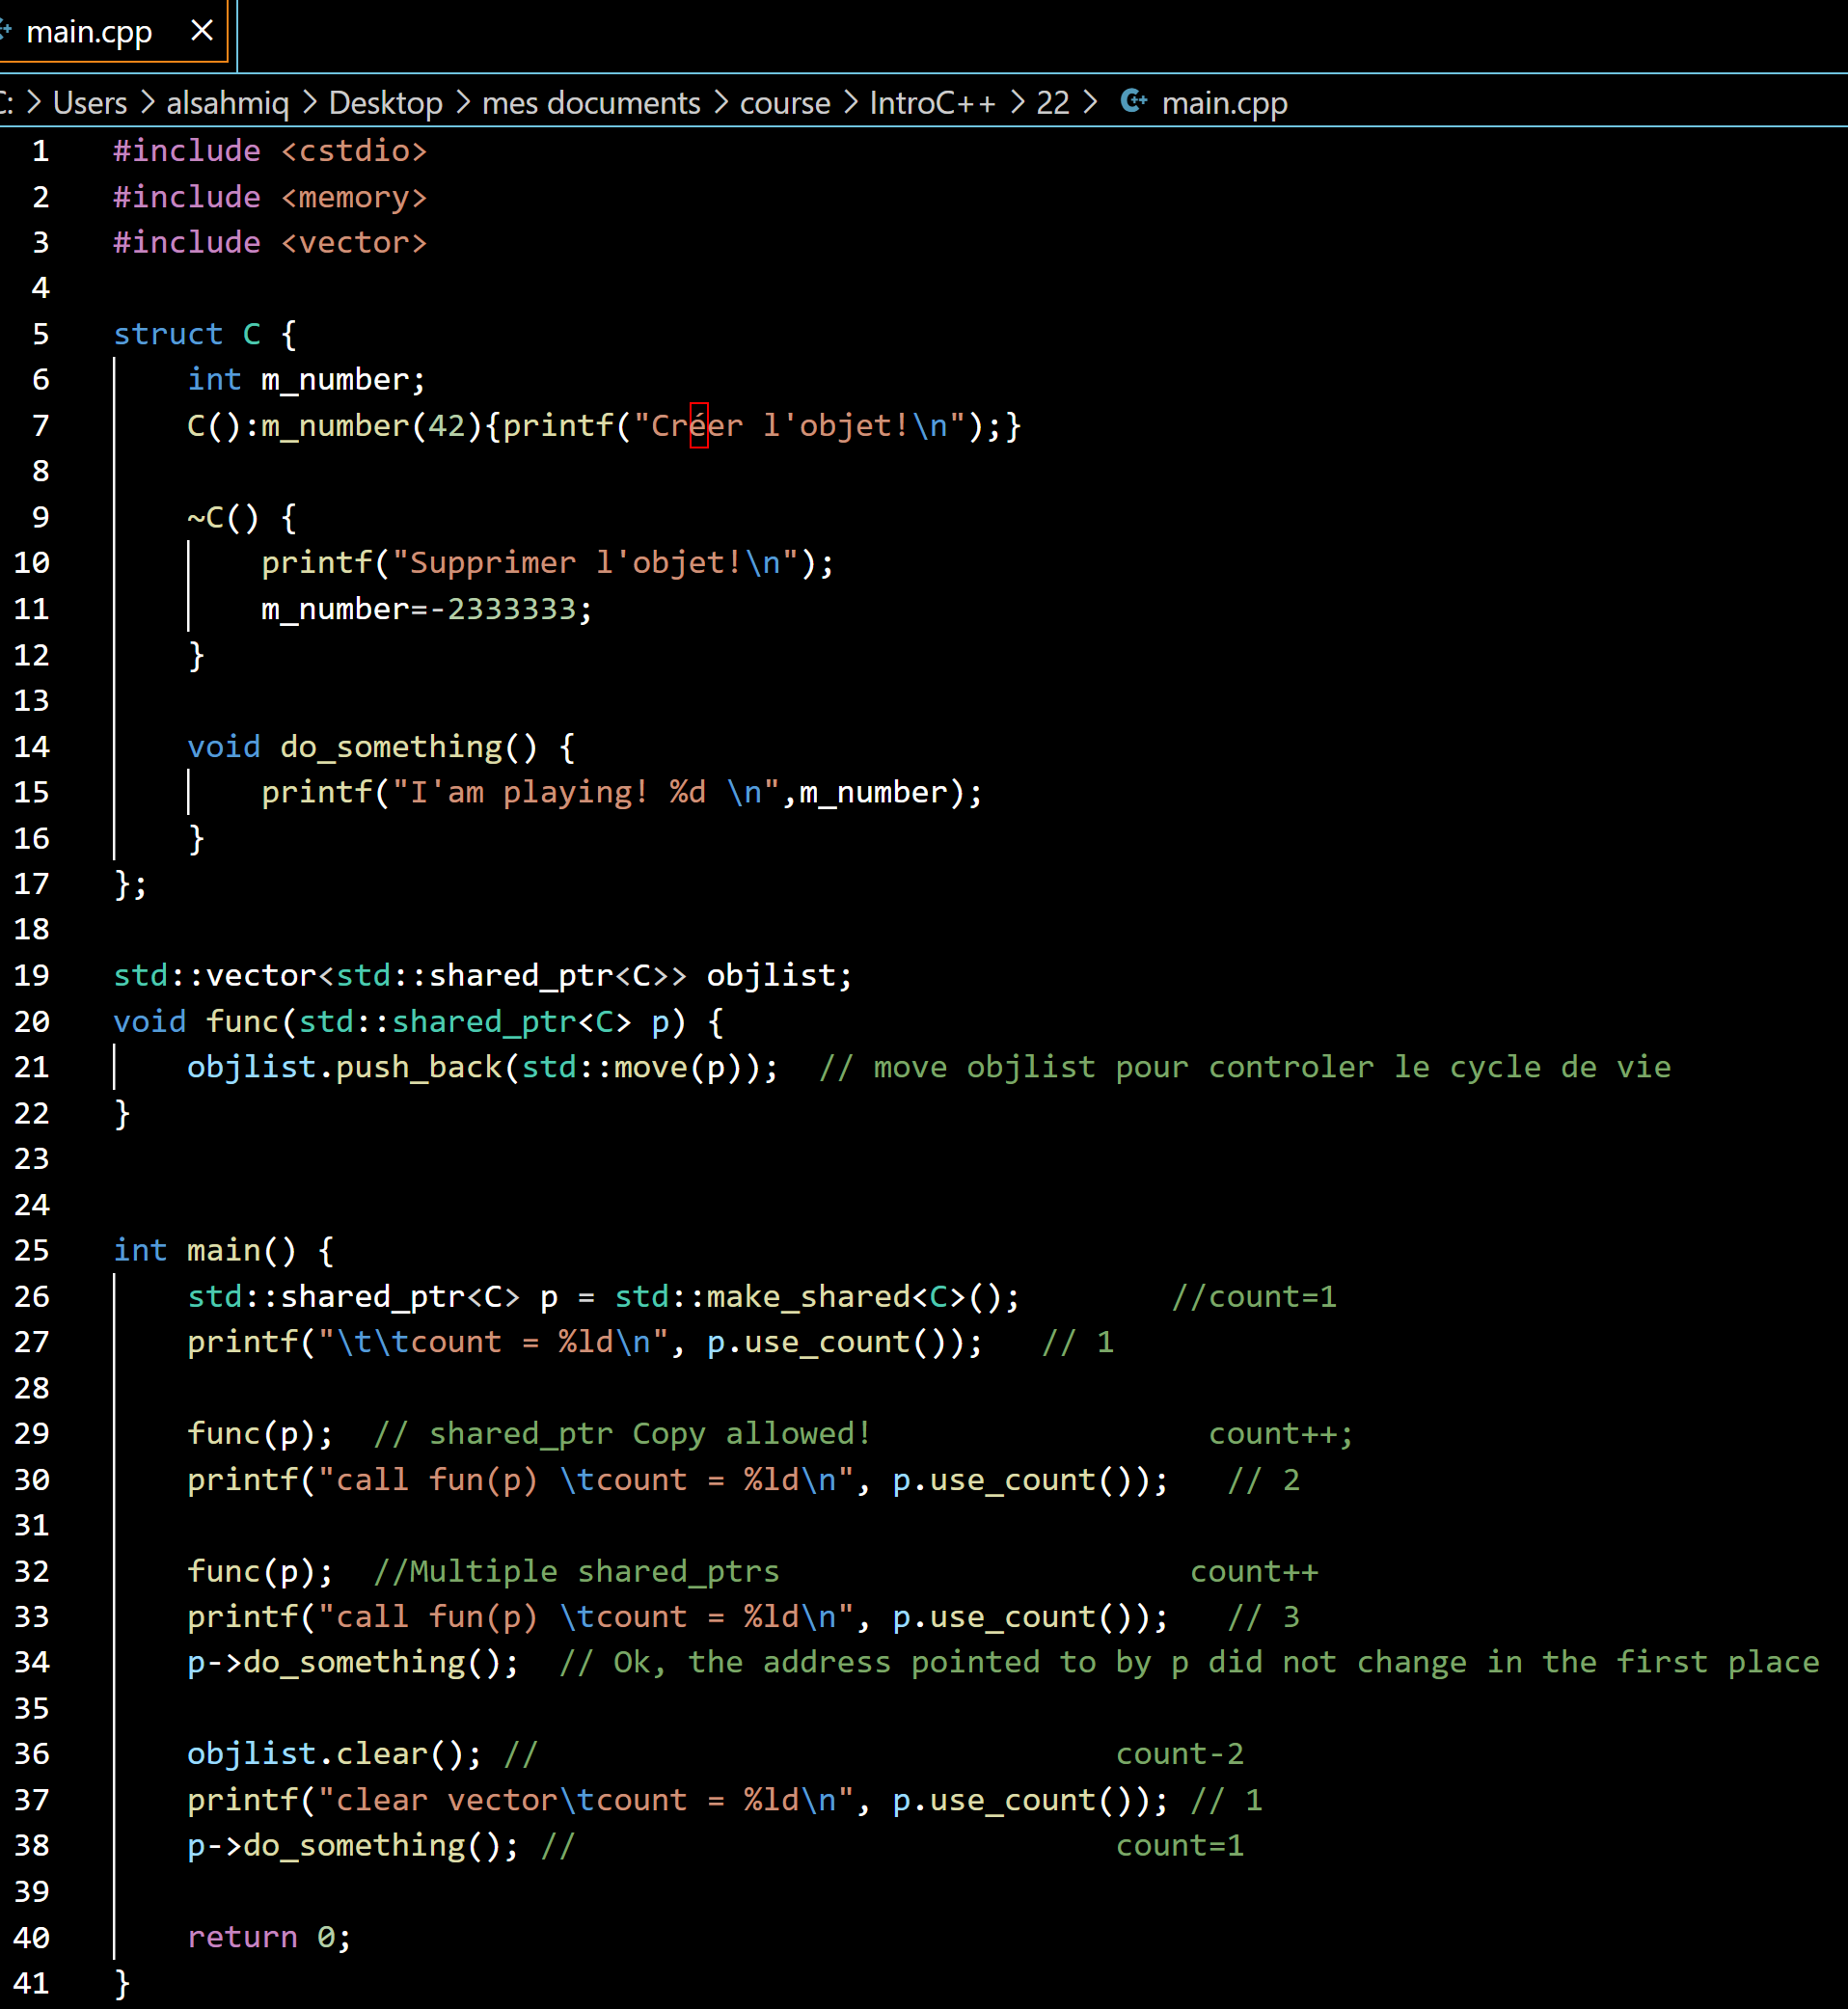 main.cpp ×
C: > Users > alsahmiq > Desktop > mes documents > course > IntroC++ > 22 > main.cpp
1 #include <cstdio>
2 #include <memory>
3 #include <vector>
4
5 struct C {
6     int m_number;
7     C():m_number(42){printf("Créer l'objet!\n");}
8
9     ~C() {
10         printf("Supprimer l'objet!\n");
11         m_number=-2333333;
12     }
13
14     void do_something() {
15         printf("I'am playing! %d \n",m_number);
16     }
17 };
18
19 std::vector<std::shared_ptr<C>> objlist;
20 void func(std::shared_ptr<C> p) {
21     objlist.push_back(std::move(p));  // move objlist pour controler le cycle de vie
22 }
23
24
25 int main() {
26     std::shared_ptr<C> p = std::make_shared<C>();        //count=1
27     printf("\t\tcount = %ld\n", p.use_count());   // 1
28
29     func(p);  // shared_ptr Copy allowed!                  count++;
30     printf("call fun(p) \tcount = %ld\n", p.use_count());   // 2
31
32     func(p);  //Multiple shared_ptrs                      count++
33     printf("call fun(p) \tcount = %ld\n", p.use_count());   // 3
34     p->do_something();  // Ok, the address pointed to by p did not change in the first place
35
36     objlist.clear(); //                               count-2
37     printf("clear vector\tcount = %ld\n", p.use_count()); // 1
38     p->do_something(); //                             count=1
39
40     return 0;
41 }